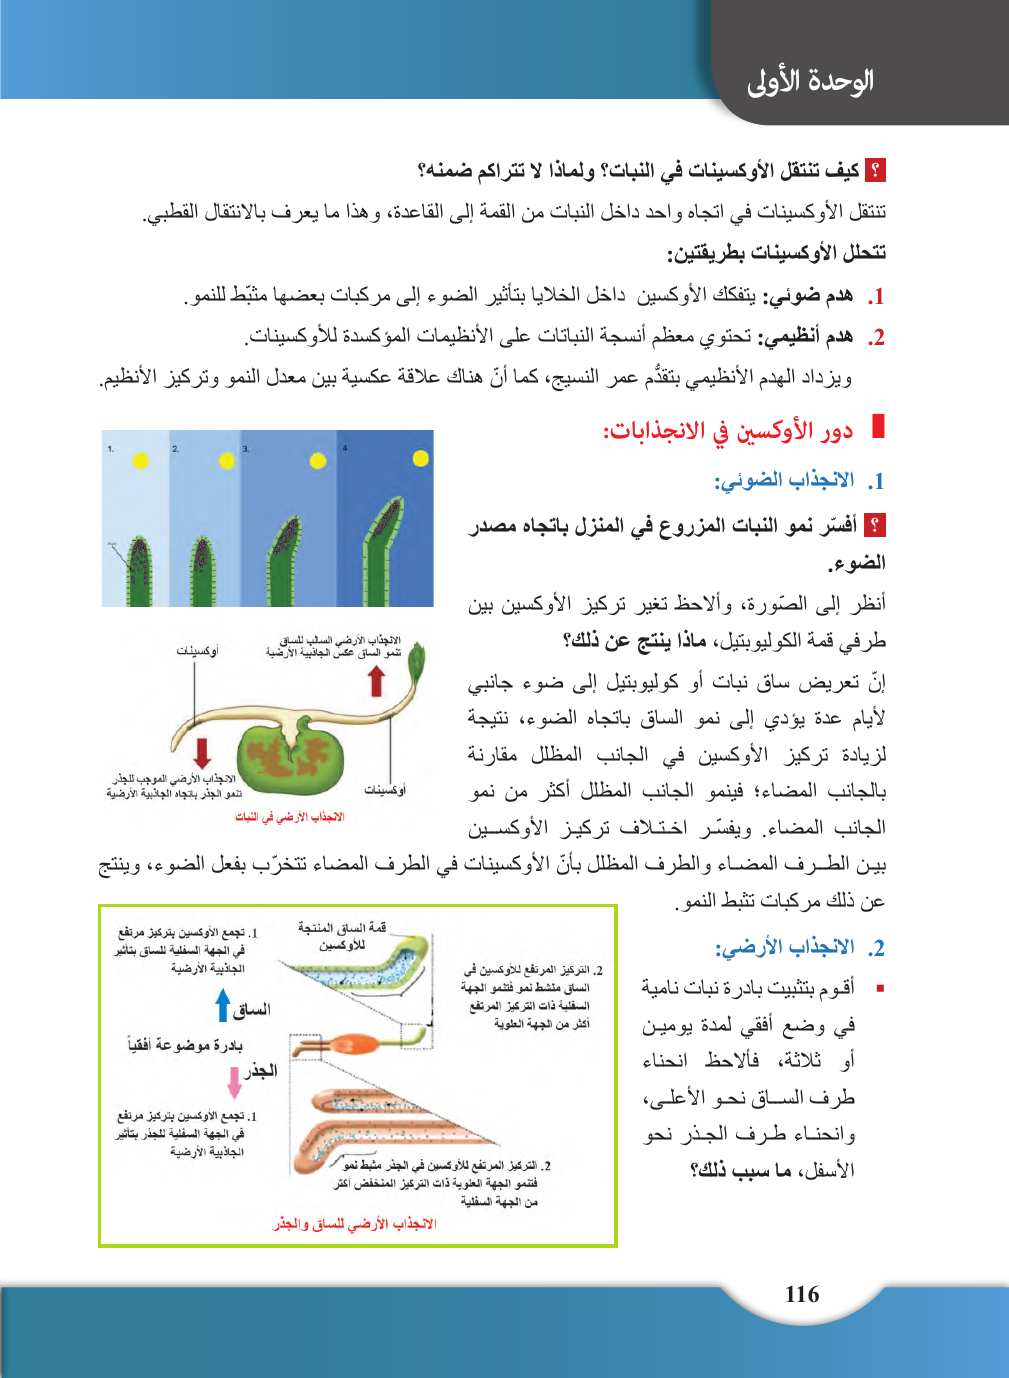 الوحدة الأولى
؟ كيف تنتقل الأوكسينات في النبات؟ ولماذا لا تتراكم ضمنه؟
تنتقل الأوكسينات في اتجاه واحد داخل النبات من القمة إلى القاعدة، وهذا ما يعرف بالانتقال القطبي.
تتحلل الأوكسينات بطريقتين:
1. هدم ضوئي: يتفكك الأوكسين داخل الخلايا بتأثير الضوء إلى مركبات بعضها مثبّط للنمو.
2. هدم أنظيمي: تحتوي معظم أنسجة النباتات على الأنظيمات المؤكسدة للأوكسينات.
ويزداد الهدم الأنظيمي بتقدُّم عمر النسيج، كما أنّ هناك علاقة عكسية بين معدل النمو وتركيز الأنظيم.
دور الأوكسين في الانجذابات:
1. الانجذاب الضوئي:
؟ أفسّر نمو النبات المزروع في المنزل باتجاه مصدر
الضوء.
أنظر إلى الصّورة، وألاحظ تغير تركيز الأوكسين بين
طرفي قمة الكوليوبتيل، ماذا ينتج عن ذلك؟
إنّ تعريض ساق نبات أو كوليوبتيل إلى ضوء جانبي
لأيام عدة يؤدي إلى نمو الساق باتجاه الضوء، نتيجة
لزيادة تركيز الأوكسين في الجانب المظلل مقارنة
بالجانب المضاء؛ فينمو الجانب المظلل أكثر من نمو
الجانب المضاء. ويفسّر اختلاف تركيز الأوكسين
بين الطرف المضاء والطرف المظلل بأنّ الأوكسينات في الطرف المضاء تتخرّب بفعل الضوء، وينتج
عن ذلك مركبات تثبط النمو.
1.
2.
3.
4
الانجذاب الأرضي السالب للساق
تنمو الساق عكس الجاذبية الأرضية
أوكسينات
الانجذاب الأرضي الموجب للجذر
تنمو الجذر باتجاه الجاذبية الأرضية
أوكسينات
الانجذاب الأرضي في النبات
2. الانجذاب الأرضي:
▪ أقوم بتثبيت بادرة نبات نامية
في وضع أفقي لمدة يومين
أو ثلاثة، فألاحظ انحناء
طرف الساق نحو الأعلى،
وانحناء طرف الجذر نحو
الأسفل، ما سبب ذلك؟
قمة الساق المنتجة
للأوكسين
1. تجمع الأوكسين بتركيز مرتفع
في الجهة السفلية للساق بتأثير
الجاذبية الأرضية
2. التركيز المرتفع للأوكسين في
الساق منشط نمو فتنمو الجهة
السفلية ذات التركيز المرتفع
أكثر من الجهة العلوية
الساق
بادرة موضوعة أفقياً
الجذر
1. تجمع الأوكسين بتركيز مرتفع
في الجهة السفلية للجذر بتأثير
الجاذبية الأرضية
2. التركيز المرتفع للأوكسين في الجذر مثبط نمو
فتنمو الجهة العلوية ذات التركيز المنخفض أكثر
من الجهة السفلية
الانجذاب الأرضي للساق والجذر
116